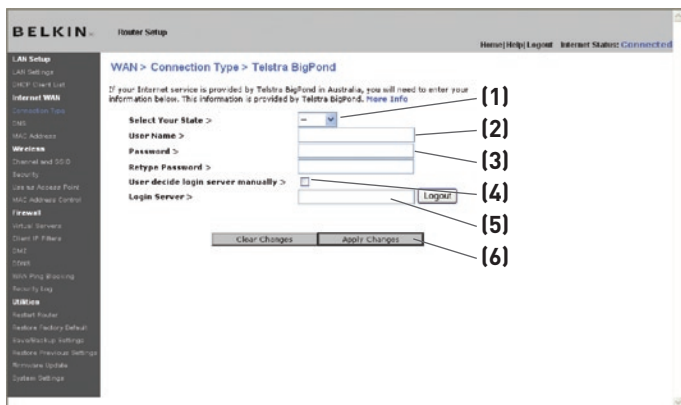 BELKIN
Router Setup
Home|Help|Logout Internet Status: Connected
LAN Setup
LAN Settings
DHCP Client List
Internet WAN
Connection Type
DNS
MAC Address
Wireless
Channel and SSID
Security
Use as Access Point
MAC Address Control
Firewall
Virtual Servers
Client IP Filters
DMZ
DDNS
WAN Ping Blocking
Security Log
Utilities
Restart Router
Restore Factory Default
Save/Backup Settings
Restore Previous Settings
Firmware Update
System Settings
WAN > Connection Type > Telstra BigPond
If your Internet service is provided by Telstra BigPond in Australia, you will need to enter your
information below. This information is provided by Telstra BigPond. More Info
Select Your State > -- (1)
User Name > (2)
Password > (3)
Retype Password >
User decide login server manually > (4)
Login Server > Logout (5)
Clear Changes Apply Changes (6)